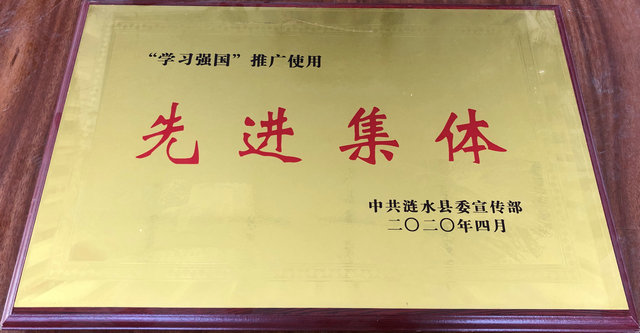 “学习强国”推广使用
先进集体
中共涟水县委宣传部
二〇二〇年四月